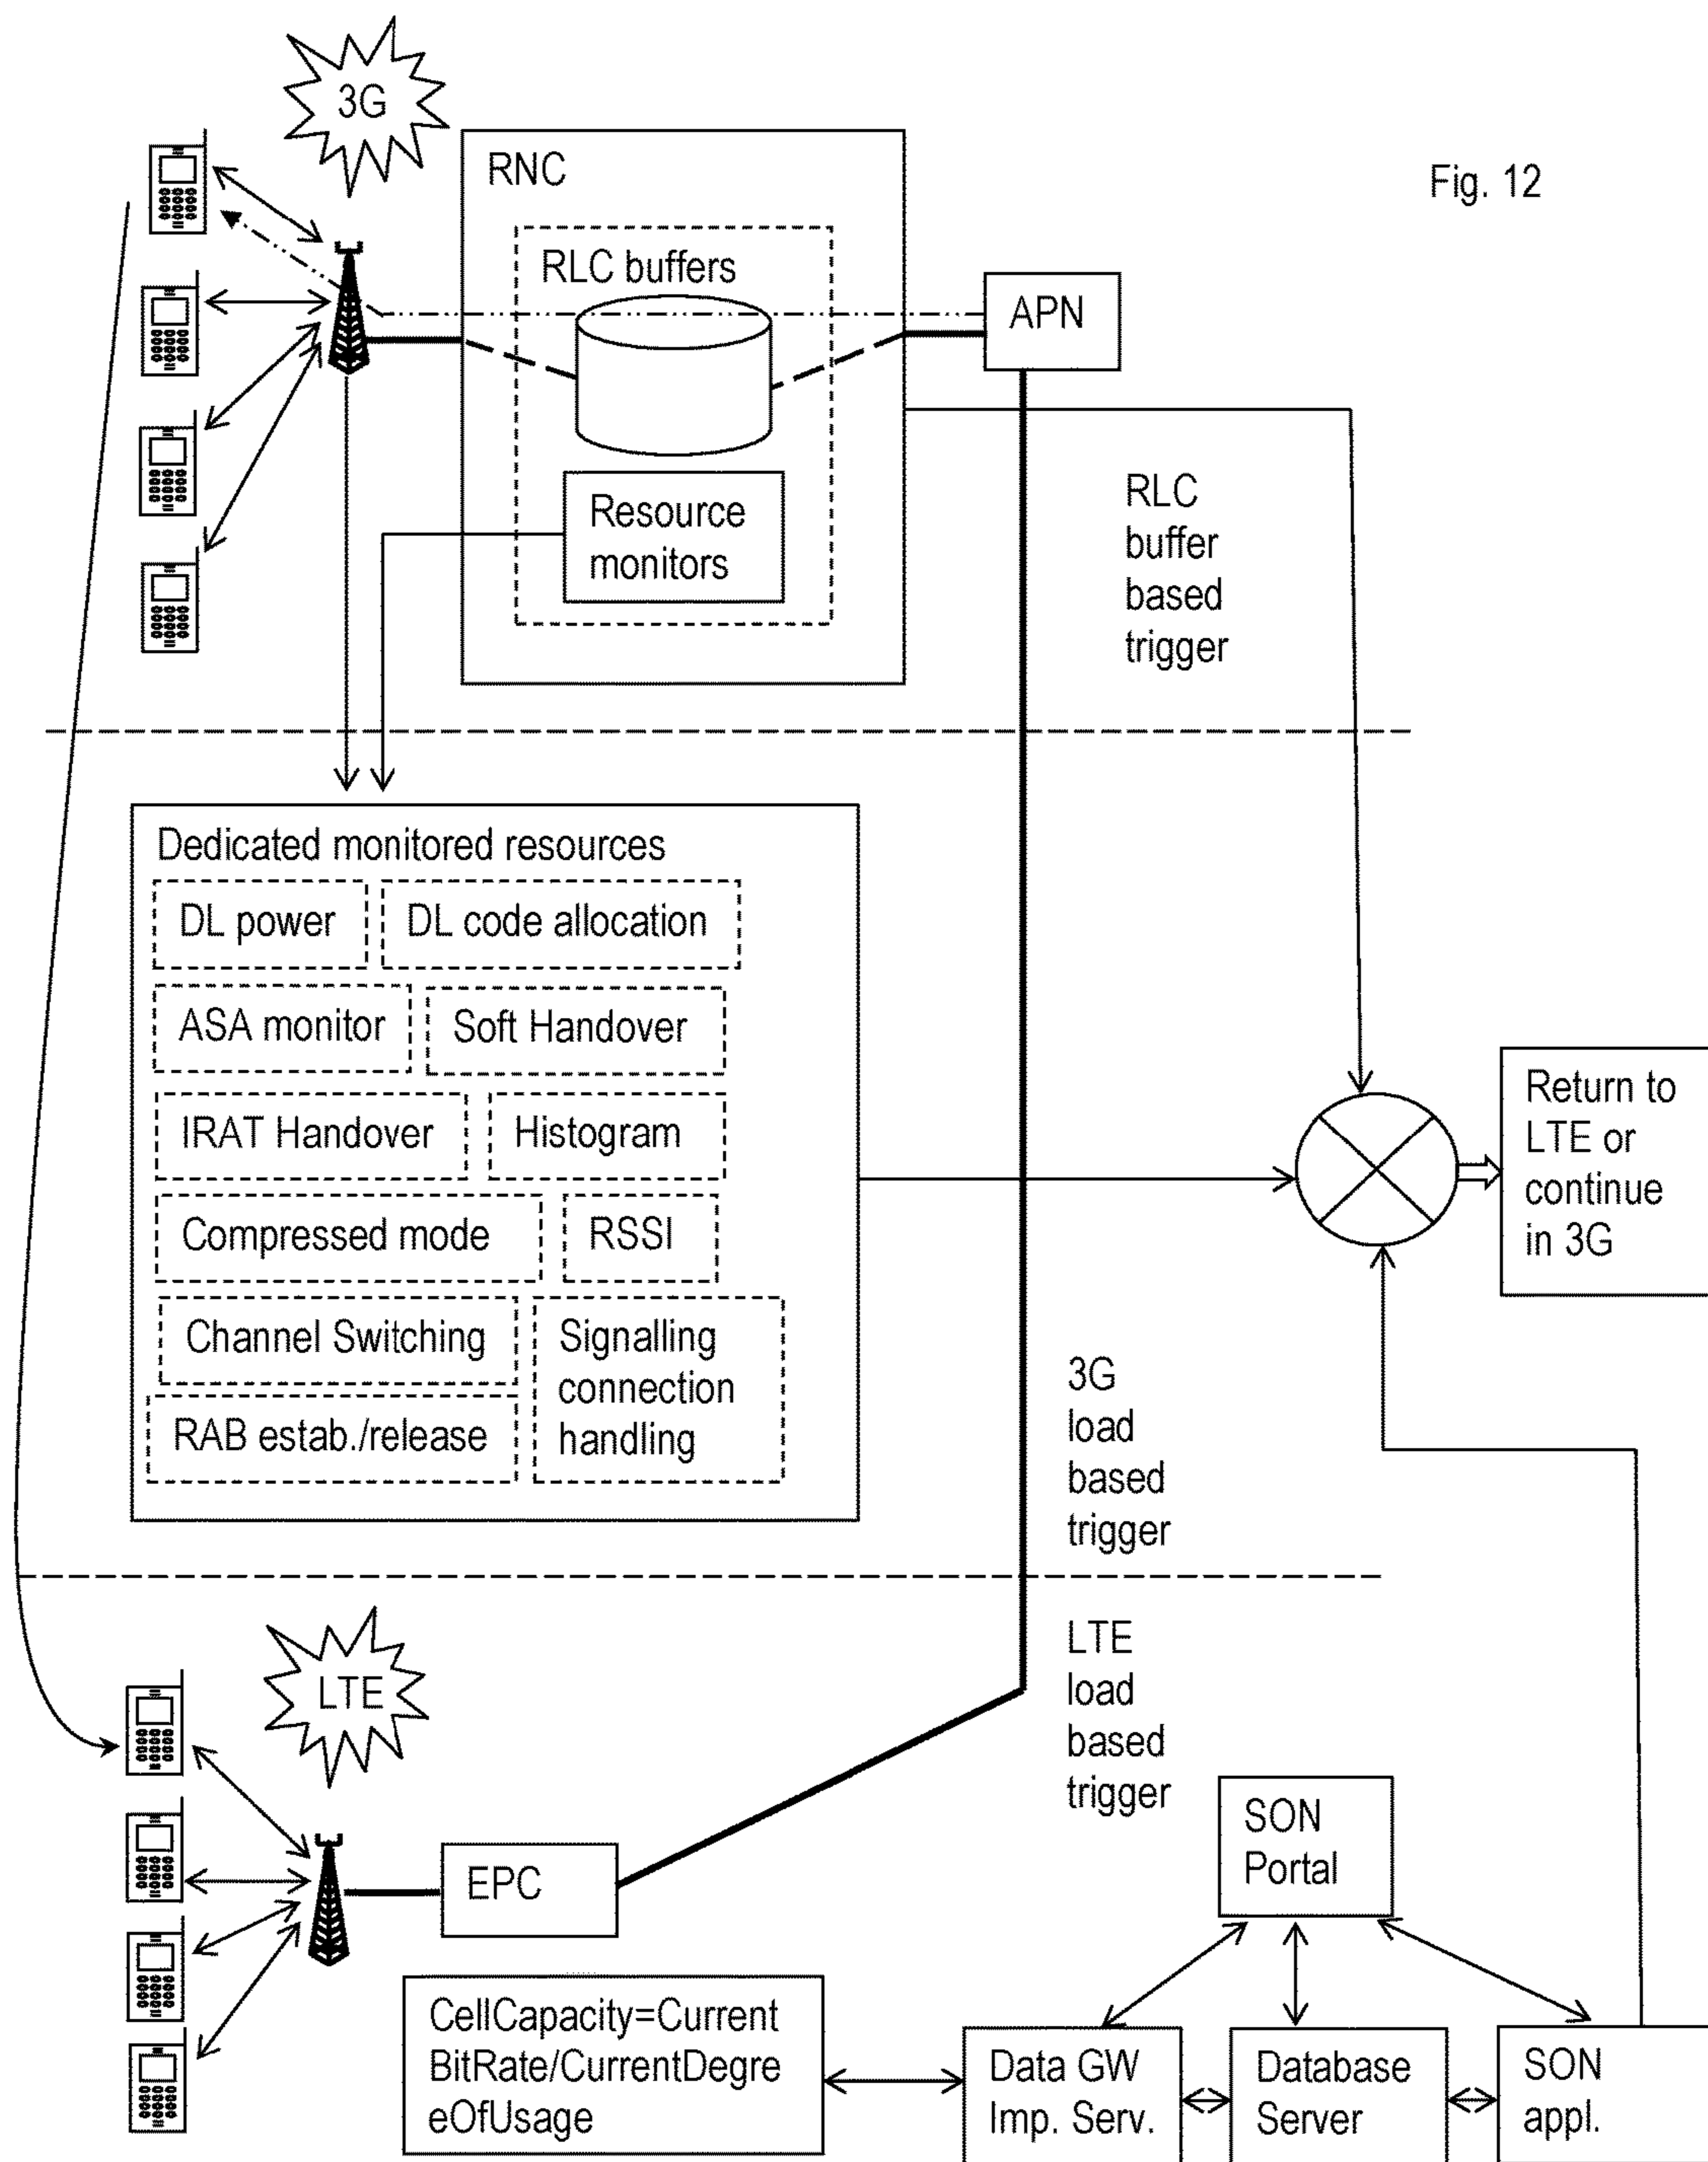 3G
RNC
Fig. 12
RLC buffers
APN
Resource
monitors
RLC
buffer
based
trigger
Dedicated monitored resources
DL power
DL code allocation
ASA monitor
Soft Handover
IRAT Handover
Histogram
Compressed mode
RSSI
Channel Switching
Signalling
connection
handling
RAB estab./release
Return to
LTE or
continue
in 3G
3G
load
based
trigger
LTE
LTE
load
based
trigger
EPC
SON
Portal
CellCapacity=Current
BitRate/CurrentDegre
eOfUsage
Data GW
Imp. Serv.
Database
Server
SON
appl.